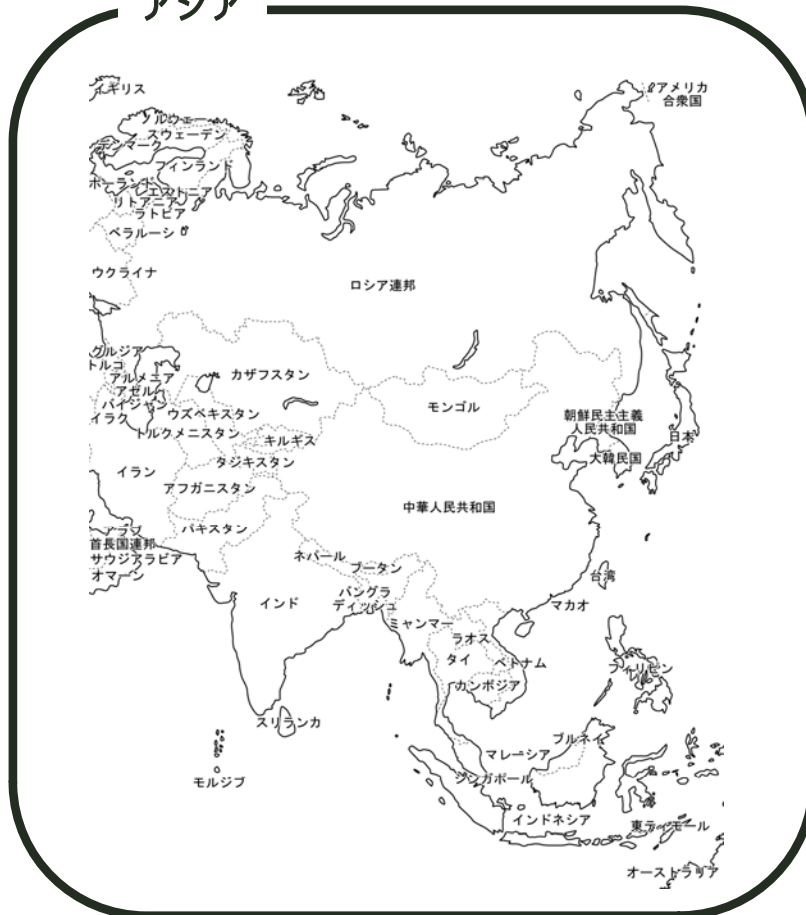 アジア
イギリス
アメリカ
合衆国
ノルウェー
スウェーデン
デンマーク
フィンランド
ポーランド
エストニア
リトアニア
ラトビア
ベラルーシ
ウクライナ
ロシア連邦
グルジア
トルコ
アルメニア
アゼル
バイジャン
イラク
カザフスタン
ウズベキスタン
トルクメニスタン
キルギス
タジキスタン
モンゴル
朝鮮民主主義
人民共和国
日本
大韓民国
イラン
アフガニスタン
中華人民共和国
パキスタン
アラブ
首長国連邦
サウジアラビア
オマーン
ネパール
ブータン
台湾
バングラ
ディッシュ
インド
マカオ
ミャンマー
ラオス
タイ
ベトナム
フィリピン
カンボジア
スリランカ
ブルネイ
マレーシア
シンガポール
モルジブ
インドネシア
東ティモール
オーストラリア